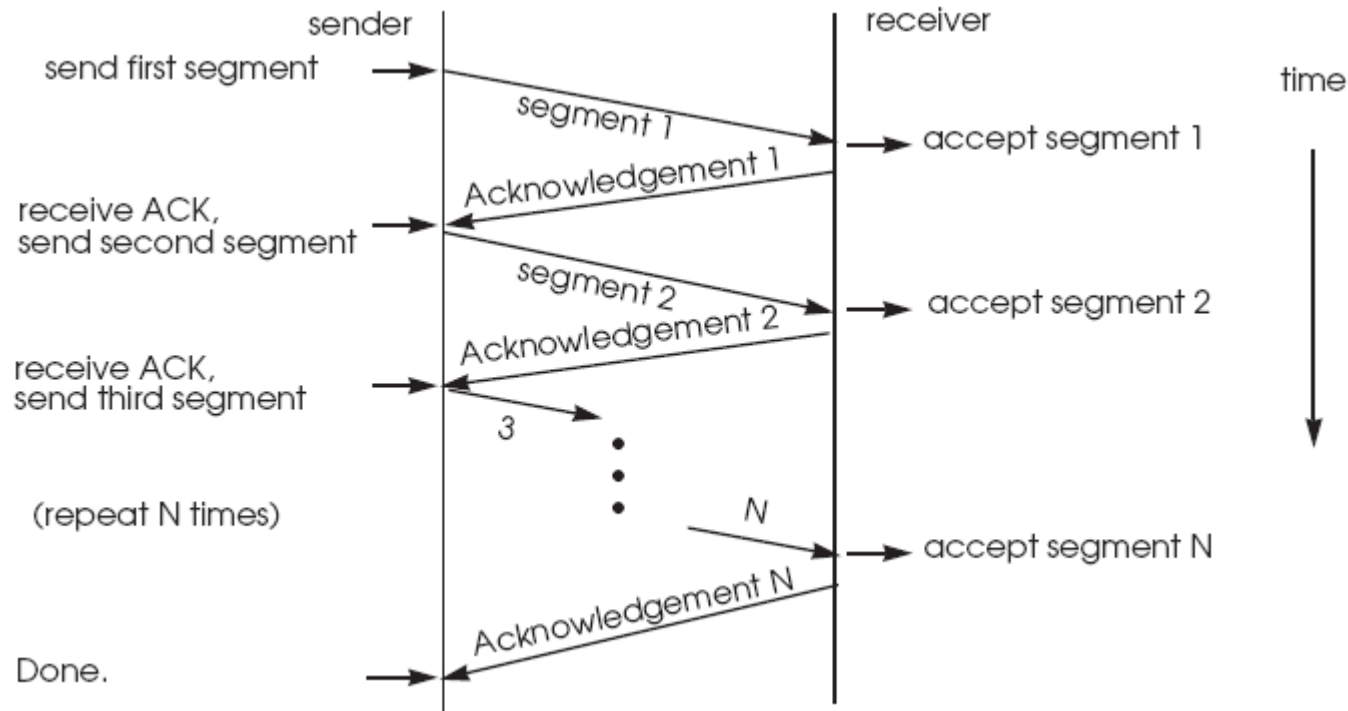 sender
receiver
send first segment
time
segment 1
accept segment 1
Acknowledgement 1
receive ACK,
send second segment
segment 2
accept segment 2
Acknowledgement 2
receive ACK,
send third segment
3
(repeat N times)
N
accept segment N
Acknowledgement N
Done.